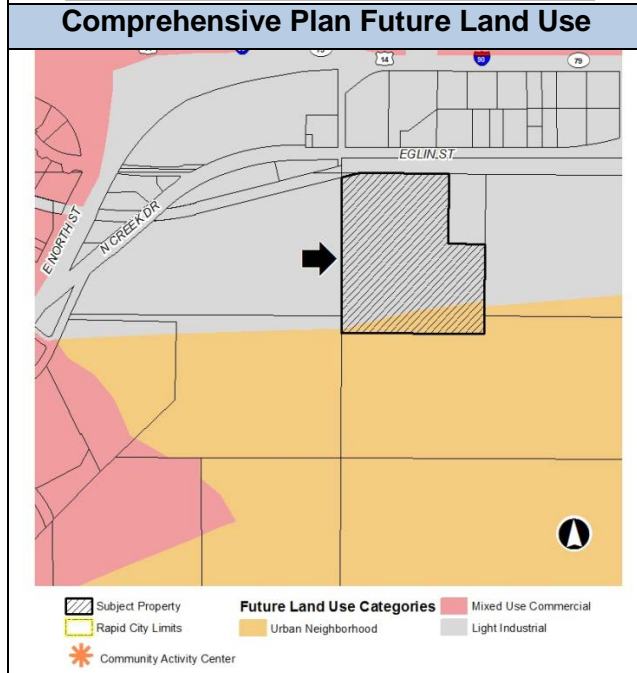 Comprehensive Plan Future Land Use
14
90
79
EGLIN ST
E NORTH ST
N CREEK DR
Subject Property
Rapid City Limits
Community Activity Center
Future Land Use Categories
Urban Neighborhood
Mixed Use Commercial
Light Industrial